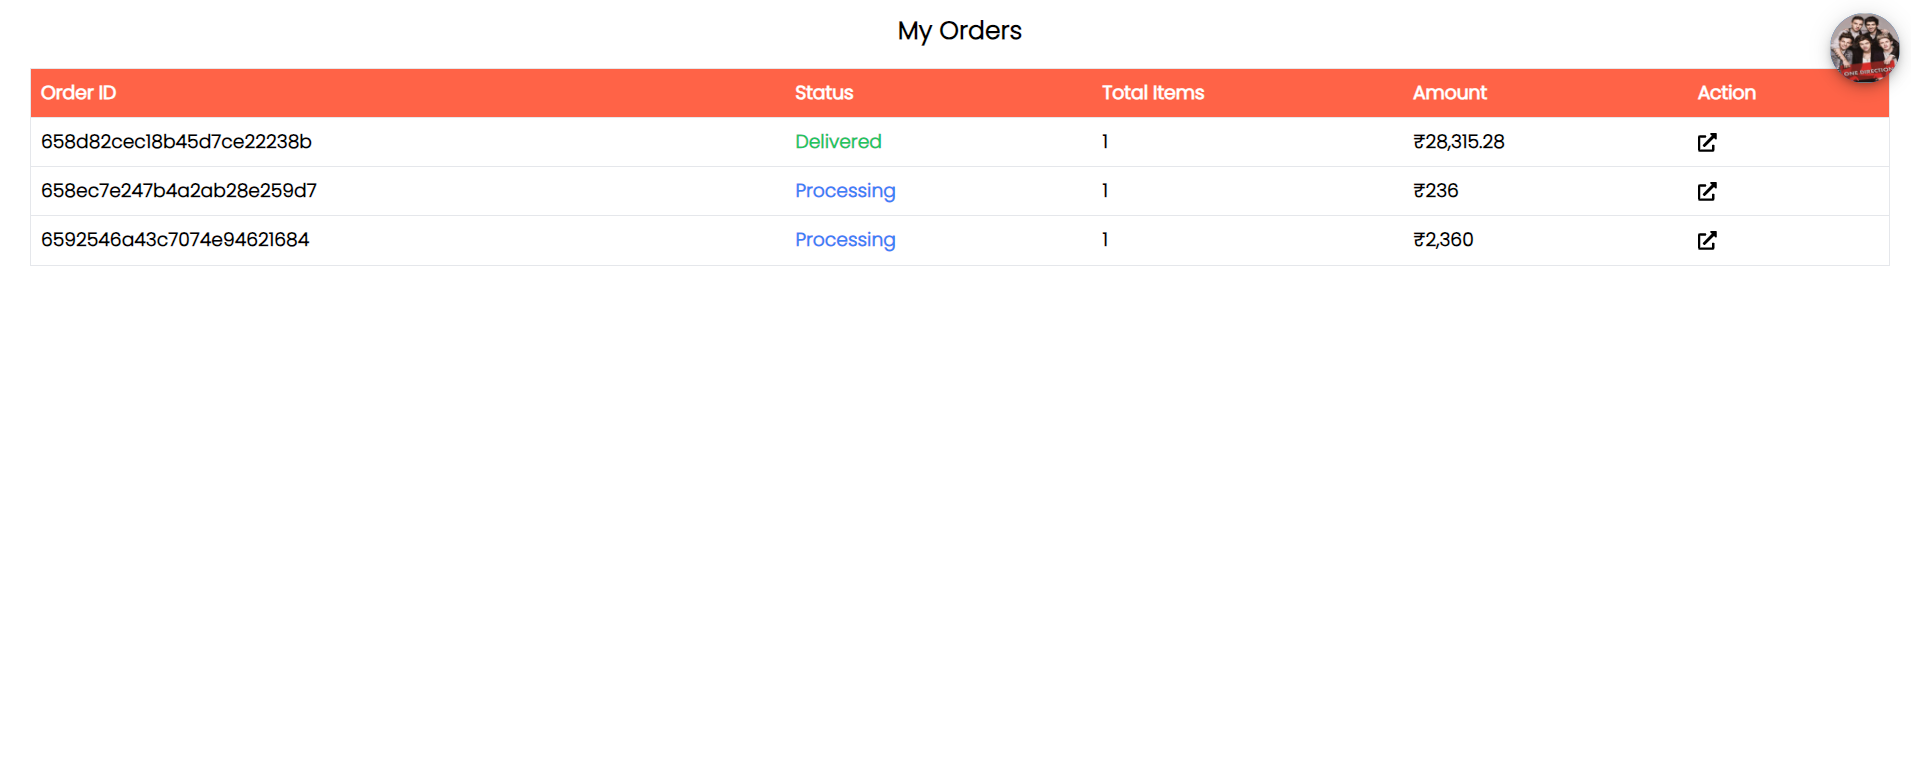 My Orders
ONE DIRECTION
Order ID Status Total Items Amount Action
658d82cec18b45d7ce22238b Delivered 1 ₹28,315.28
658ec7e247b4a2ab28e259d7 Processing 1 ₹236
6592546a43c7074e94621684 Processing 1 ₹2,360